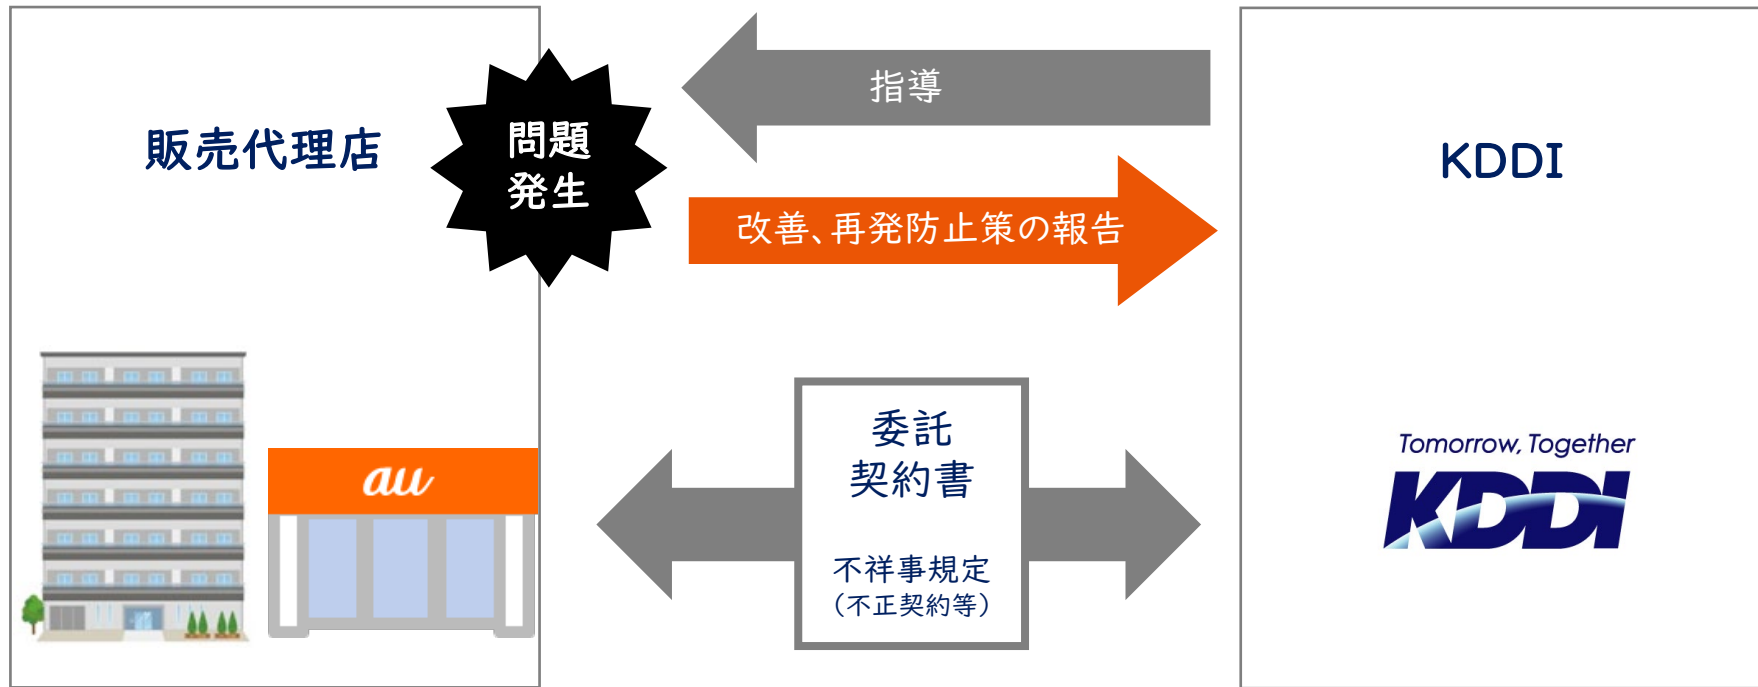 販売代理店
問題
発生
指導
改善、再発防止策の報告
KDDI
au
委託
契約書
不祥事規定
（不正契約等）
Tomorrow, Together
KDDI